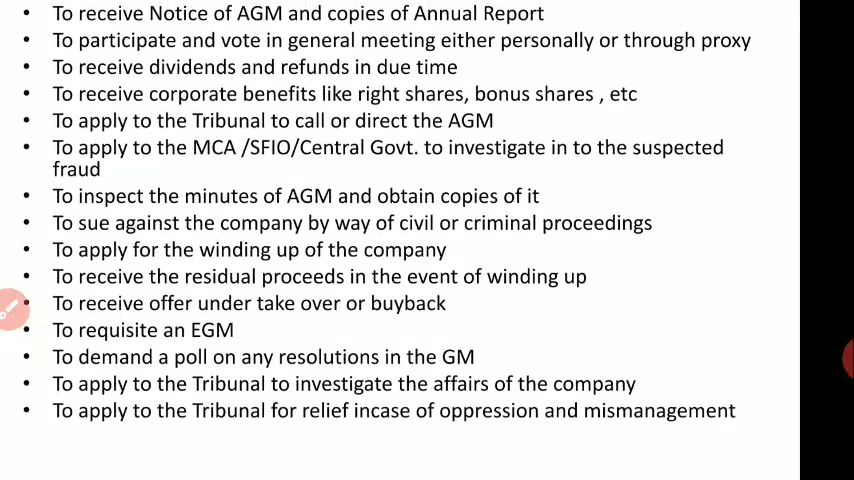 • To receive Notice of AGM and copies of Annual Report
• To participate and vote in general meeting either personally or through proxy
• To receive dividends and refunds in due time
• To receive corporate benefits like right shares, bonus shares , etc
• To apply to the Tribunal to call or direct the AGM
• To apply to the MCA /SFIO/Central Govt. to investigate in to the suspected
fraud
• To inspect the minutes of AGM and obtain copies of it
• To sue against the company by way of civil or criminal proceedings
• To apply for the winding up of the company
• To receive the residual proceeds in the event of winding up
• To receive offer under take over or buyback
• To requisite an EGM
• To demand a poll on any resolutions in the GM
• To apply to the Tribunal to investigate the affairs of the company
• To apply to the Tribunal for relief incase of oppression and mismanagement